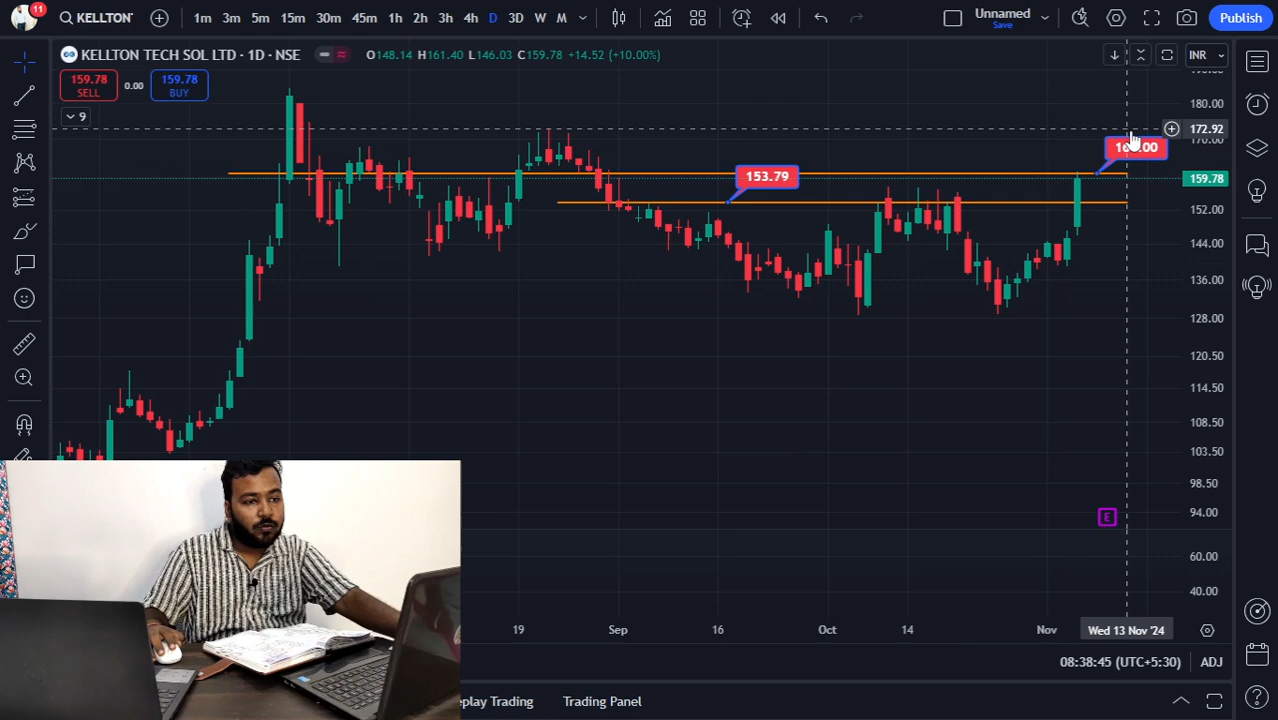 11
KELLTON
1m 3m 5m 15m 30m 45m 1h 2h 3h 4h D 3D W M
Unnamed
Save
Publish
KELLTON TECH SOL LTD · 1D · NSE
O148.14 H161.40 L146.03 C159.78 +14.52 (+10.00%)
INR
159.78
SELL
0.00
159.78
BUY
9
180.00
172.92
170.00
153.79
159.78
152.00
144.00
136.00
128.00
120.50
114.50
108.50
103.50
98.50
94.00
E
60.00
40.00
19 Sep 16 Oct 14 Nov Wed 13 Nov '24
08:38:45 (UTC+5:30) ADJ
Trading Trading Panel